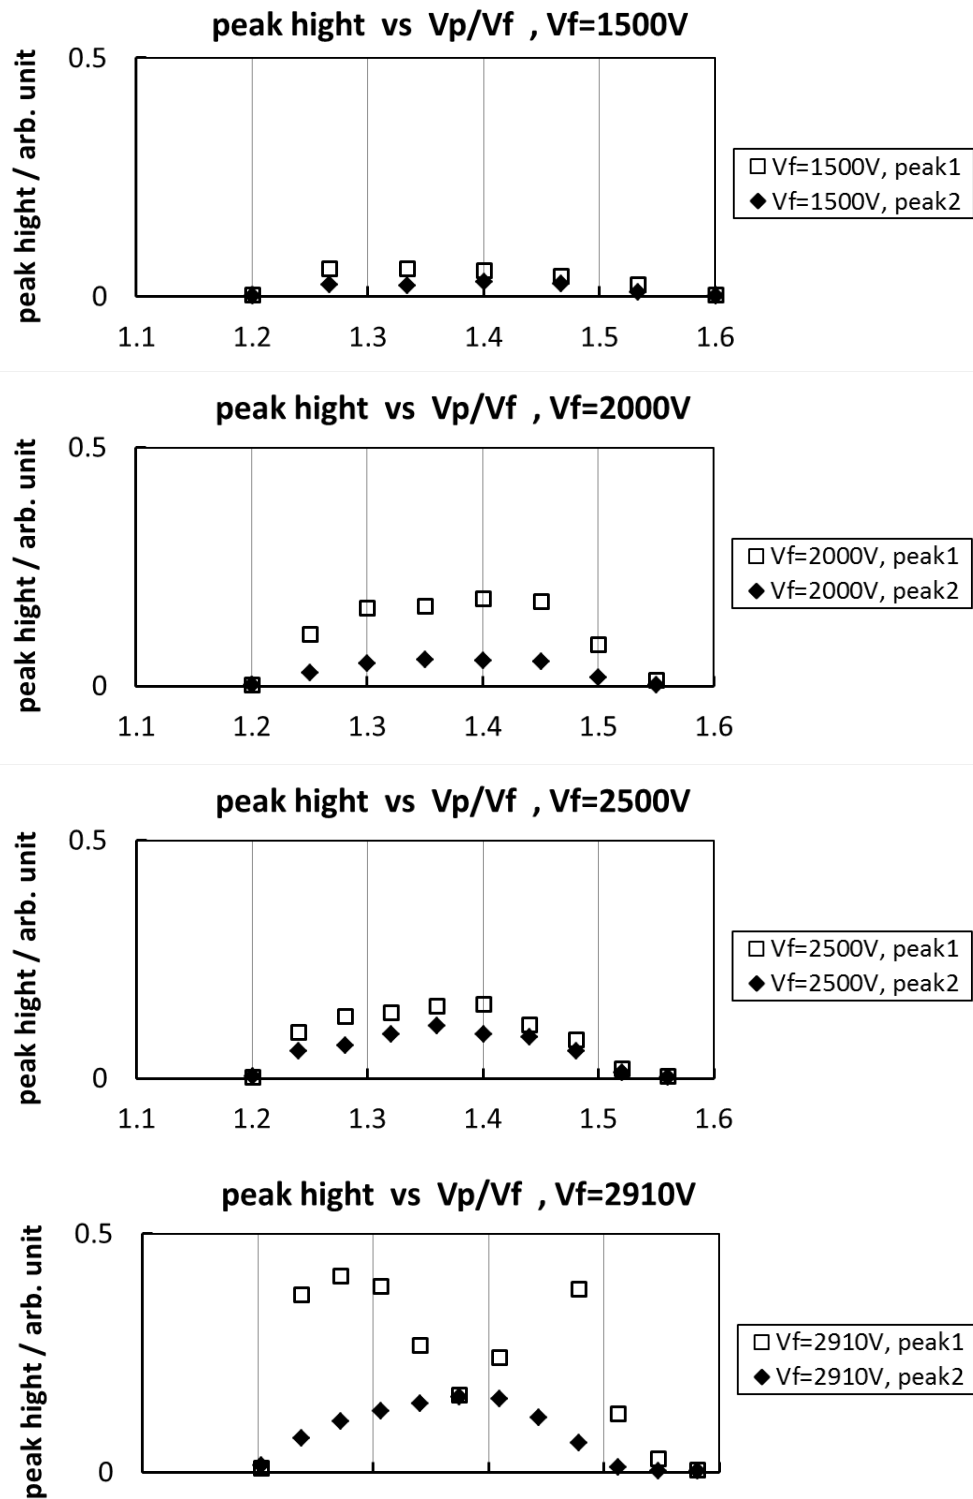 peak hight vs Vp/Vf , Vf=1500V
peak hight / arb. unit
0.5
0
1.1 1.2 1.3 1.4 1.5 1.6
Vf=1500V, peak1
Vf=1500V, peak2
peak hight vs Vp/Vf , Vf=2000V
peak hight / arb. unit
0.5
0
1.1 1.2 1.3 1.4 1.5 1.6
Vf=2000V, peak1
Vf=2000V, peak2
peak hight vs Vp/Vf , Vf=2500V
peak hight / arb. unit
0.5
0
1.1 1.2 1.3 1.4 1.5 1.6
Vf=2500V, peak1
Vf=2500V, peak2
peak hight vs Vp/Vf , Vf=2910V
peak hight / arb. unit
0.5
0
Vf=2910V, peak1
Vf=2910V, peak2